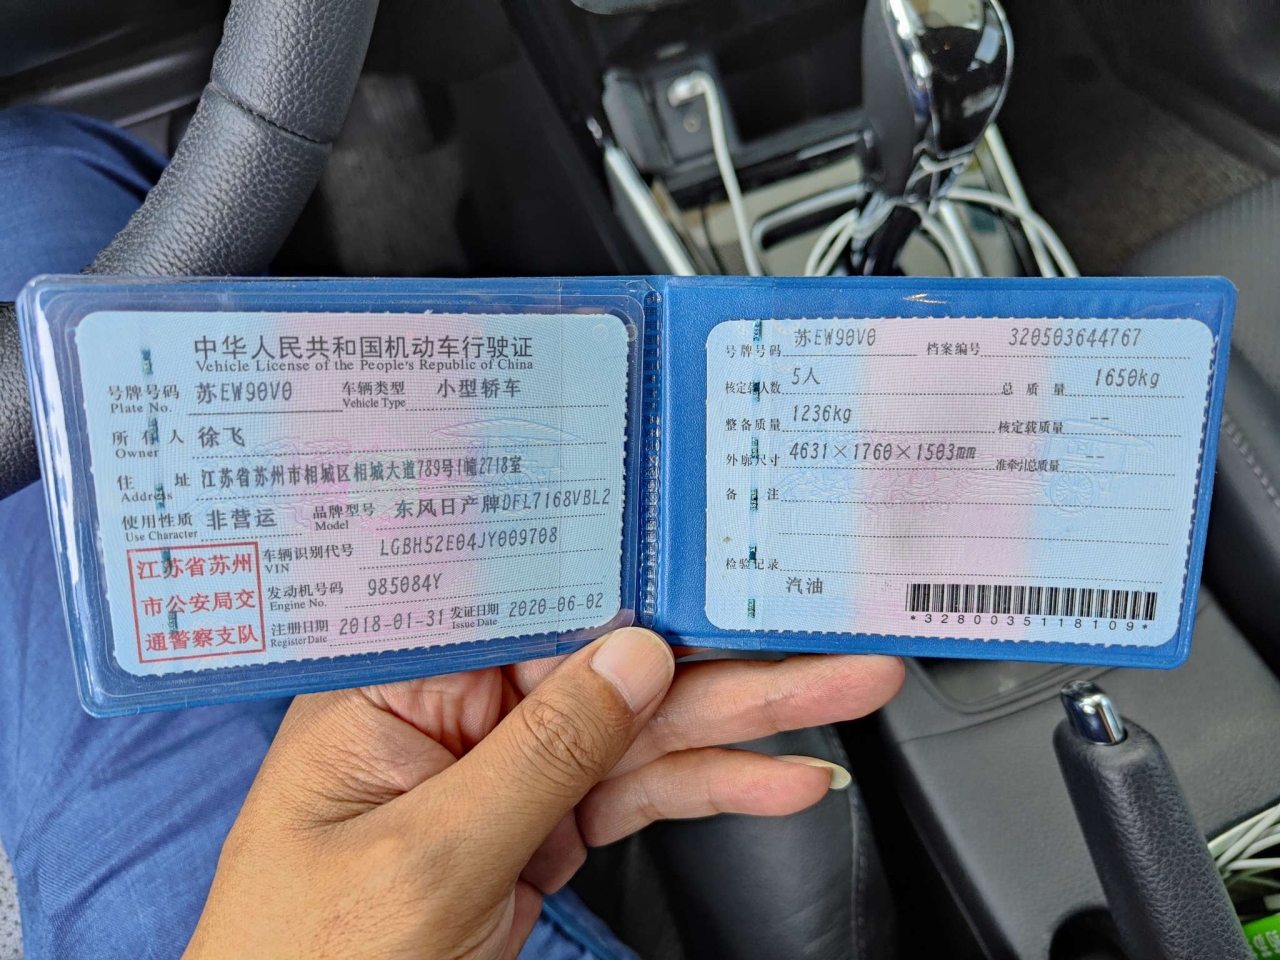 中华人民共和国机动车行驶证
Vehicle License of the People's Republic of China
号牌号码 苏EW90V0 车辆类型 小型轿车
Plate No. Vehicle Type
所有人 徐飞
Owner
住址 江苏省苏州市相城区相城大道789号1幢2718室
Address
使用性质 非营运 品牌型号 东风日产牌DFL7168VBL2
Use Character Model
江苏省苏州
市公安局交
通警察支队
车辆识别代号 LGBH52E04JY009708
VIN
发动机号码 985084Y
Engine No.
注册日期 2018-01-31 发证日期 2020-06-02
Register Date Issue Date
号牌号码 苏EW90V0 档案编号 320503644767
核定载人数 5人 总质量 1650kg
整备质量 1236kg 核定载质量 --
外廓尺寸 4631×1760×1503mm 准牵引总质量 --
备注
检验记录
汽油
*3280035118109*